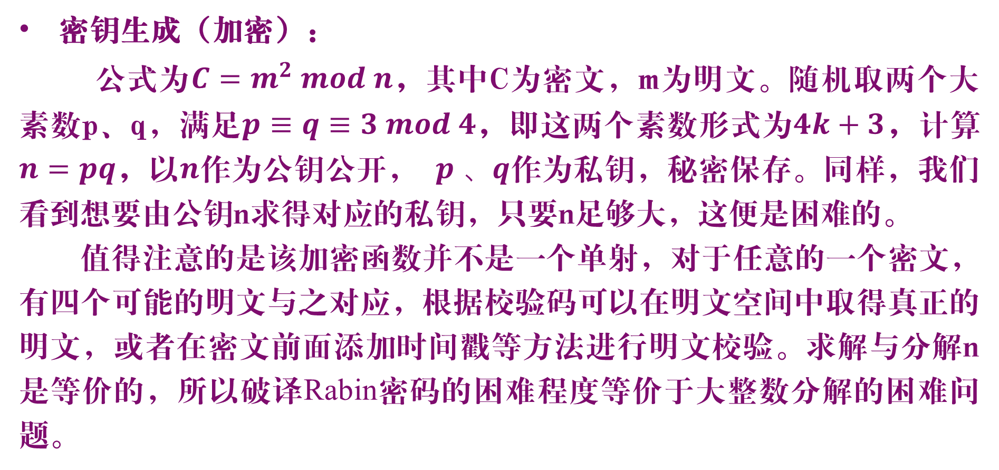 • 密钥生成（加密）：
公式为C = m² mod n，其中C为密文，m为明文。随机取两个大
素数p、q，满足p ≡ q ≡ 3 mod 4，即这两个素数形式为4k + 3，计算
n = pq，以n作为公钥公开， p 、q作为私钥，秘密保存。同样，我们
看到想要由公钥n求得对应的私钥，只要n足够大，这便是困难的。
值得注意的是该加密函数并不是一个单射，对于任意的一个密文，
有四个可能的明文与之对应，根据校验码可以在明文空间中取得真正的
明文，或者在密文前面添加时间戳等方法进行明文校验。求解与分解n
是等价的，所以破译Rabin密码的困难程度等价于大整数分解的困难问
题。